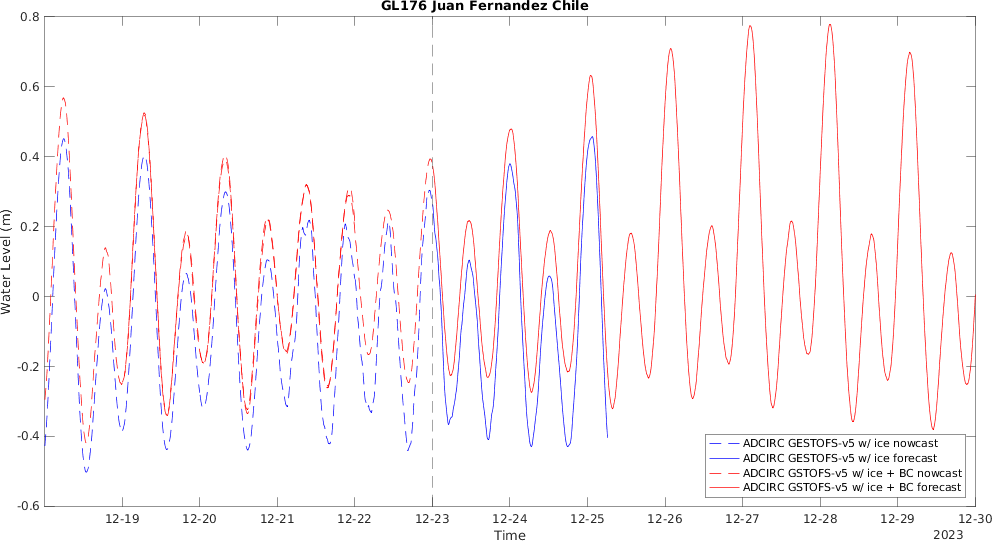 GL176 Juan Fernandez Chile
0.8
0.6
0.4
0.2
0
-0.2
-0.4
-0.6
Water Level (m)
ADCIRC GESTOFS-v5 w/ ice nowcast
ADCIRC GESTOFS-v5 w/ ice forecast
ADCIRC GSTOFS-v5 w/ ice + BC nowcast
ADCIRC GSTOFS-v5 w/ ice + BC forecast
12-19 12-20 12-21 12-22 12-23 12-24 12-25 12-26 12-27 12-28 12-29 12-30
Time
2023